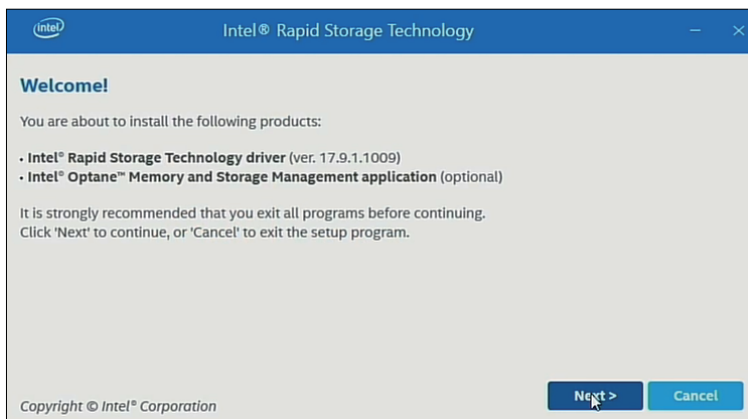 intel
Intel® Rapid Storage Technology
Welcome!
You are about to install the following products:
• Intel® Rapid Storage Technology driver (ver. 17.9.1.1009)
• Intel® Optane™ Memory and Storage Management application (optional)
It is strongly recommended that you exit all programs before continuing.
Click 'Next' to continue, or 'Cancel' to exit the setup program.
Next >
Cancel
Copyright © Intel® Corporation